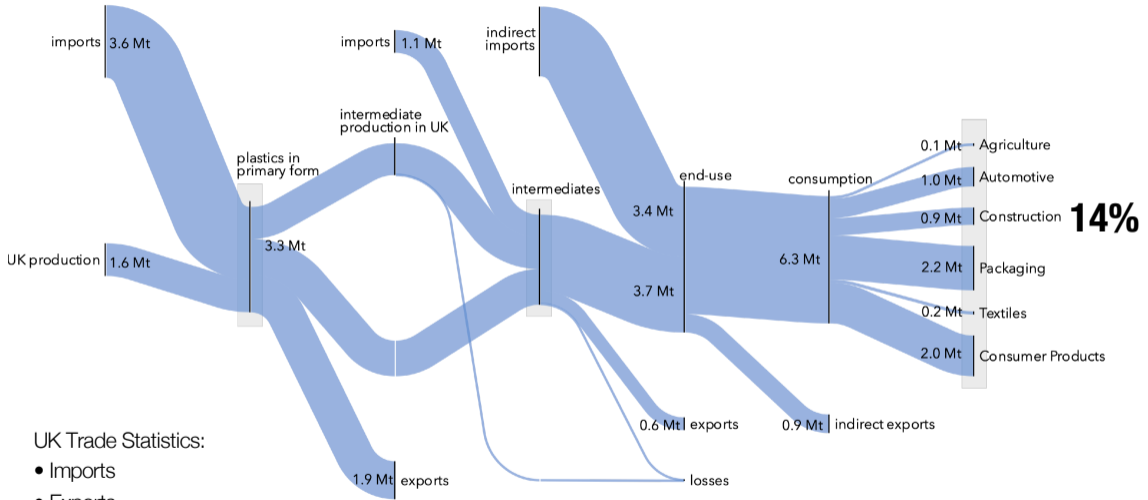 imports 3.6 Mt
imports 1.1 Mt
indirect
imports
intermediate
production in UK
plastics in
primary form
intermediates
end-use
consumption
0.1 Mt Agriculture
1.0 Mt Automotive
0.9 Mt Construction 14%
3.4 Mt
3.3 Mt
UK production 1.6 Mt
6.3 Mt
2.2 Mt Packaging
3.7 Mt
0.2 Mt Textiles
2.0 Mt Consumer Products
0.6 Mt exports
0.9 Mt indirect exports
1.9 Mt exports
losses
UK Trade Statistics:
• Imports